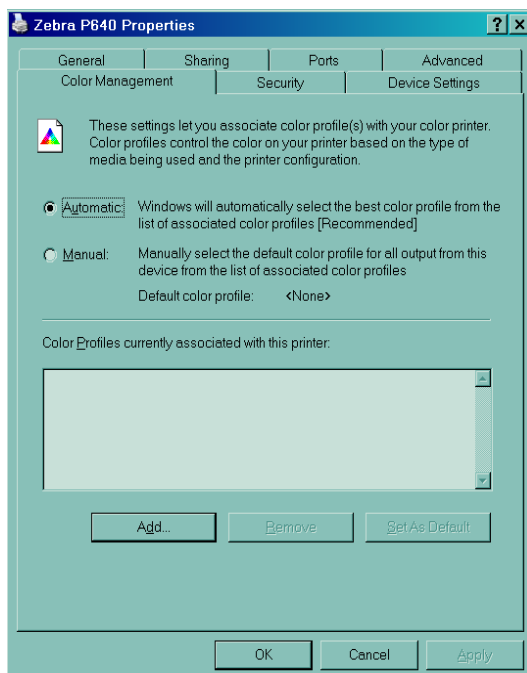 Zebra P640 Properties
? ×
General Sharing Ports Advanced
Color Management Security Device Settings
These settings let you associate color profile(s) with your color printer.
Color profiles control the color on your printer based on the type of
media being used and the printer configuration.
Automatic: Windows will automatically select the best color profile from the
list of associated color profiles [Recommended]
Manual: Manually select the default color profile for all output from this
device from the list of associated color profiles
Default color profile: <None>
Color Profiles currently associated with this printer:
Add... Remove Set As Default
OK Cancel Apply